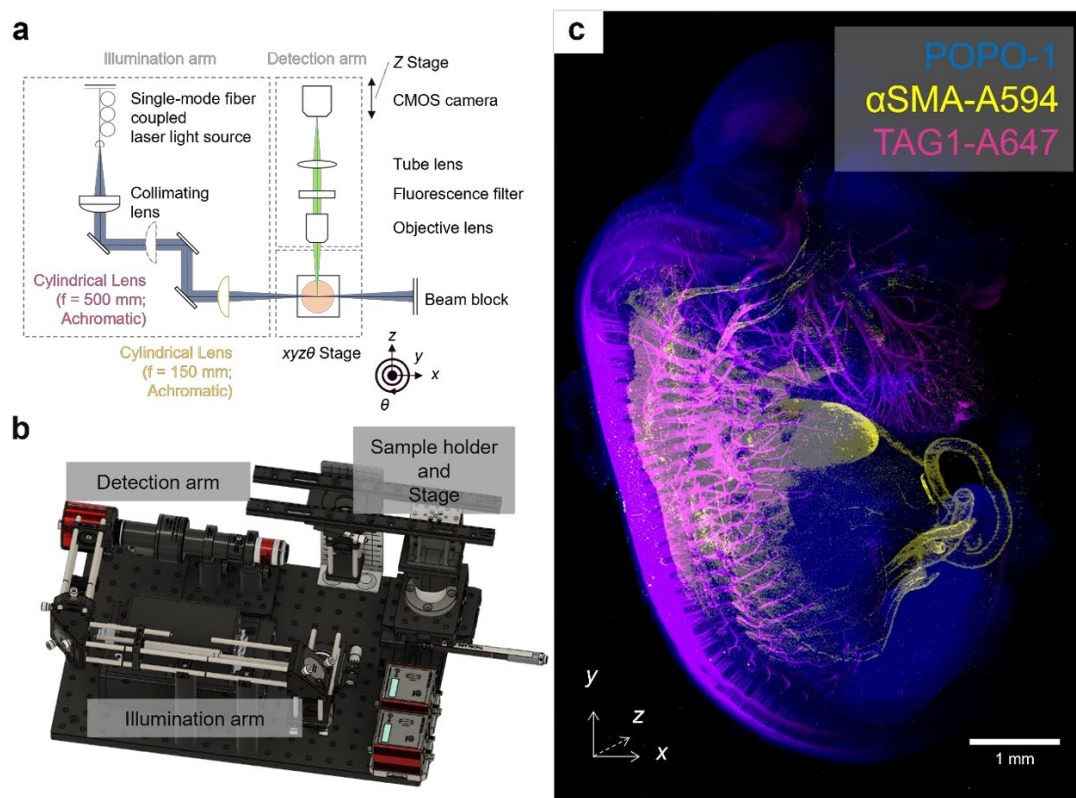 a
Illumination arm
Detection arm
Z Stage
CMOS camera
Single-mode fiber
coupled
laser light source
Tube lens
Fluorescence filter
Collimating
lens
Objective lens
Cylindrical Lens
(f = 500 mm;
Achromatic)
Beam block
Cylindrical Lens
(f = 150 mm;
Achromatic)
xyzθ Stage
z
y
x
θ
b
Detection arm
Sample holder
and
Stage
Illumination arm
c
POPO-1
αSMA-A594
TAG1-A647
y
z
x
1 mm